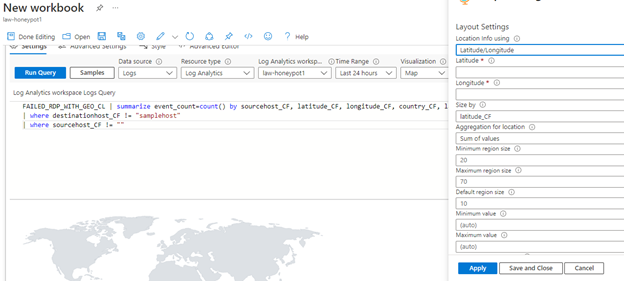 New workbook
law-honeypot1
Done Editing Open Help
Settings Advanced Settings Style Advanced Editor
Data source Resource type Log Analytics worksp... Time Range Visualization
Run Query Samples Logs Log Analytics law-honeypot1 Last 24 hours Map
Log Analytics workspace Logs Query
FAILED_RDP_WITH_GEO_CL | summarize event_count=count() by sourcehost_CF, latitude_CF, longitude_CF, country_CF, l
| where destinationhost_CF != "samplehost"
| where sourcehost_CF != ""
Layout Settings
Location Info using
Latitude/Longitude
Latitude *
Longitude *
Size by
latitude_CF
Aggregation for location
Sum of values
Minimum region size
20
Maximum region size
70
Default region size
10
Minimum value
(auto)
Maximum value
(auto)
Apply Save and Close Cancel